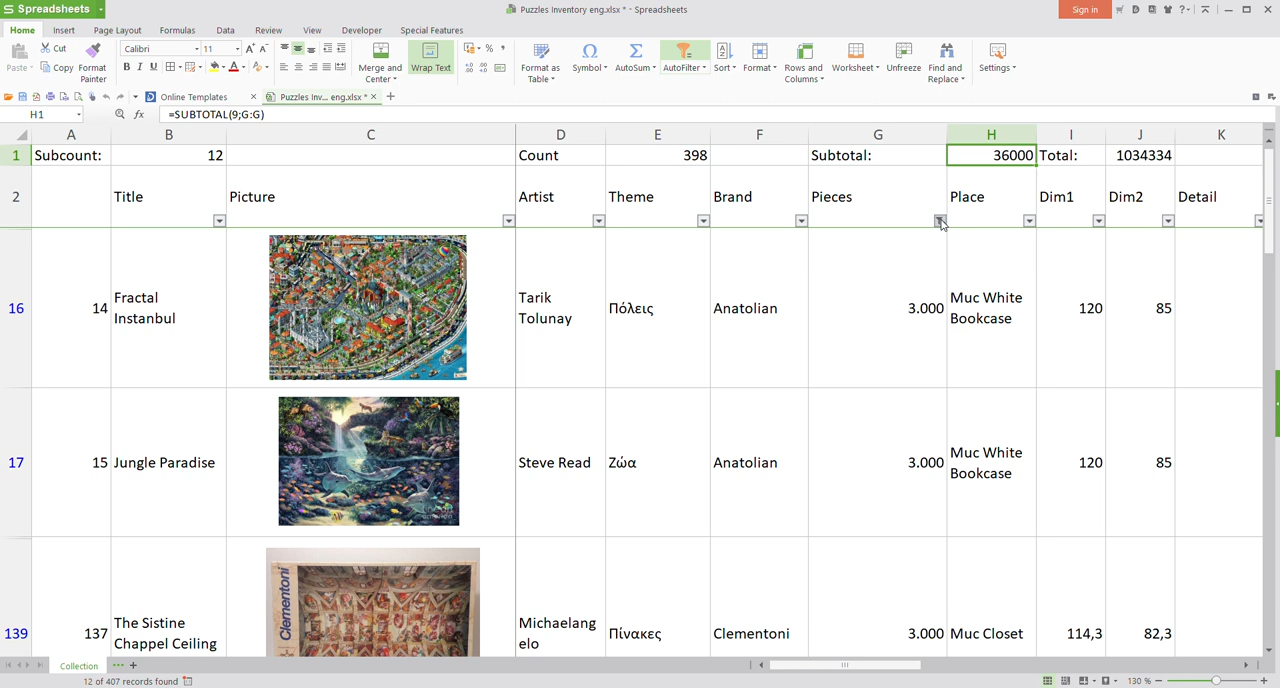 Spreadsheets
Puzzles Inventory eng.xlsx * - Spreadsheets
Sign in
Home Insert Page Layout Formulas Data Review View Developer Special Features
Paste Cut Copy Format Painter
Calibri 11
B I U
Merge and Center Wrap Text
Format as Table Symbol AutoSum AutoFilter Sort Format Rows and Columns Worksheet Unfreeze Find and Replace Settings
Online Templates × Puzzles Inv... eng.xlsx * × +
H1 fx =SUBTOTAL(9;G:G)
A B C D E F G H I J K
1 Subcount: 12 Count 398 Subtotal: 36000 Total: 1034334
2 Title Picture Artist Theme Brand Pieces Place Dim1 Dim2 Detail
16 14 Fractal Instanbul Tarik Tolunay Πόλεις Anatolian 3.000 Muc White Bookcase 120 85
17 15 Jungle Paradise Steve Read Ζώα Anatolian 3.000 Muc White Bookcase 120 85
Clementoni
139 137 The Sistine Chappel Ceiling Michaelangelo Πίνακες Clementoni 3.000 Muc Closet 114,3 82,3
Collection
12 of 407 records found
130 %